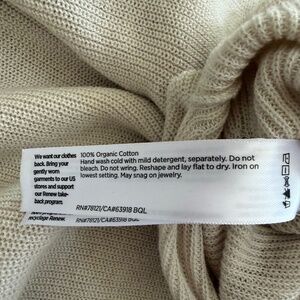 We want our clothes
back. Bring your
gently worn
garments to our US
stores and support
our Renew take-
back program.
100% Organic Cotton
Hand wash cold with mild detergent, separately. Do not
bleach. Do not wring. Reshape and lay flat to dry. Iron on
lowest setting. May snag on jewelry.
RN#78121/CA#63918 BQL
recyclage Renew.
RN#78121/CA#63918 BQL